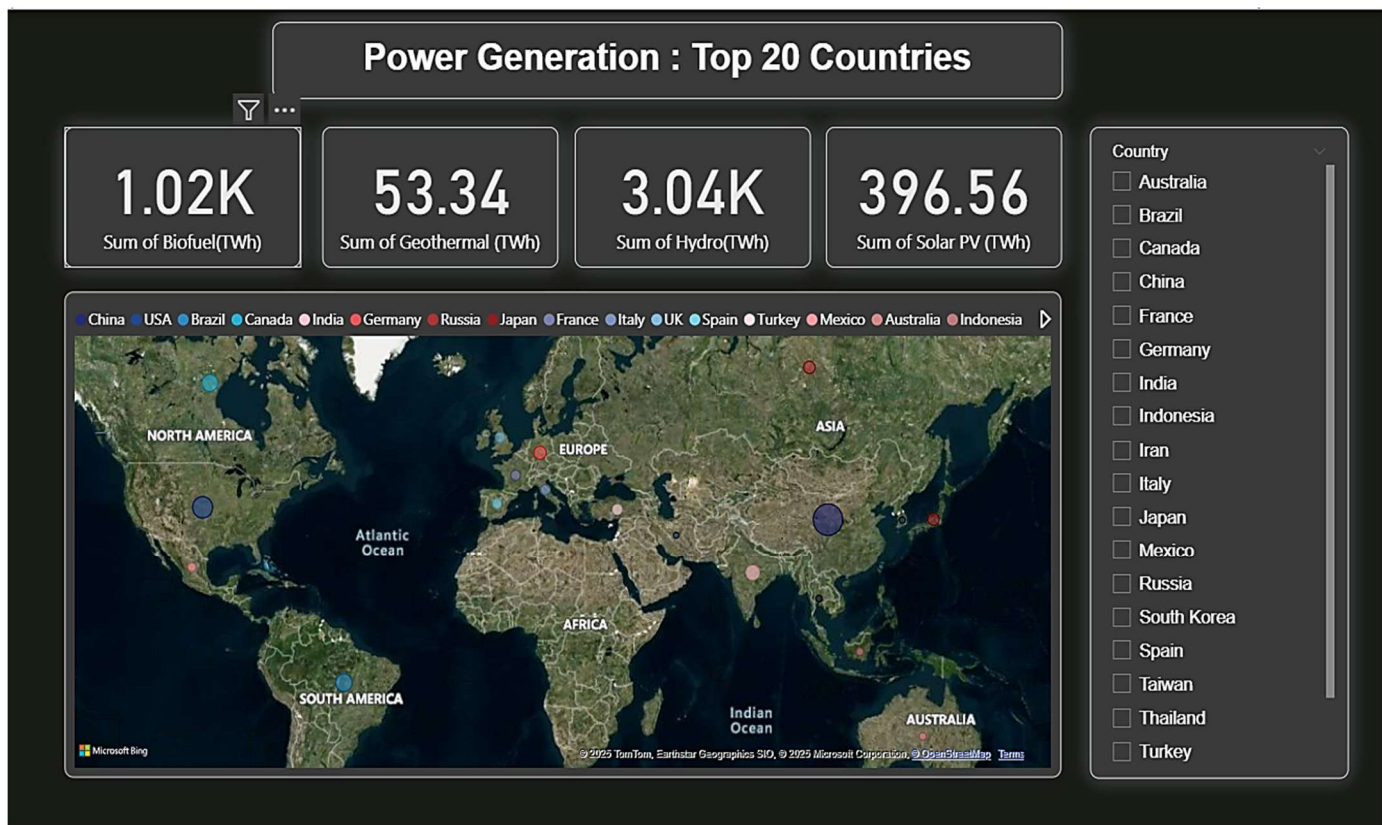 Power Generation : Top 20 Countries
1.02K
Sum of Biofuel(TWh)
53.34
Sum of Geothermal (TWh)
3.04K
Sum of Hydro(TWh)
396.56
Sum of Solar PV (TWh)
Country
Australia
Brazil
Canada
China
France
Germany
India
Indonesia
Iran
Italy
Japan
Mexico
Russia
South Korea
Spain
Taiwan
Thailand
Turkey
China USA Brazil Canada India Germany Russia Japan France Italy UK Spain Turkey Mexico Australia Indonesia
NORTH AMERICA
ASIA
EUROPE
Atlantic
Ocean
AFRICA
SOUTH AMERICA
Indian
Ocean
AUSTRALIA
Microsoft Bing
© 2025 TomTom, Earthstar Geographics SIO, © 2025 Microsoft Corporation, © OpenStreetMap Terms